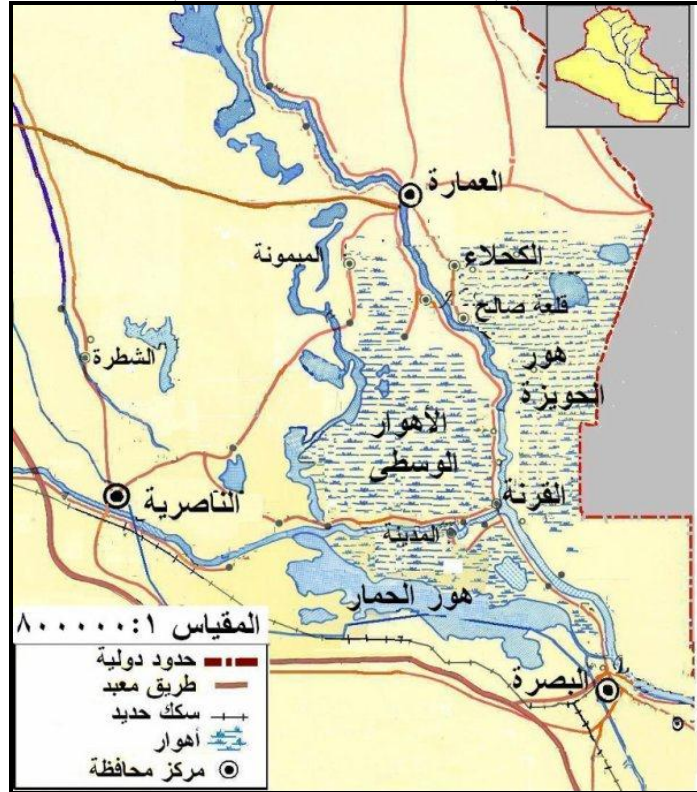 العمارة
الميمونة
الكحلاء
قلعة صالح
هور
الحويزة
الشطرة
الأهوار
الوسطى
القرنة
الناصرية
المدينة
هور الحمار
البصرة
المقياس ١:٨٠٠٠٠٠
حدود دولية
طريق معبد
سكك حديد
أهوار
مركز محافظة